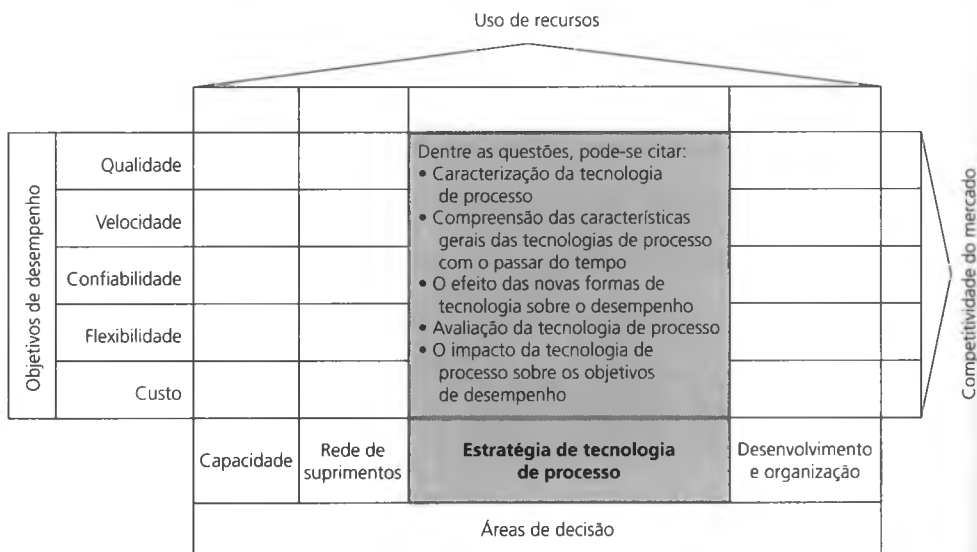 Uso de recursos
Objetivos de desempenho
Qualidade
Velocidade
Confiabilidade
Flexibilidade
Custo
Dentre as questões, pode-se citar:
• Caracterização da tecnologia
de processo
• Compreensão das características
gerais das tecnologias de processo
com o passar do tempo
• O efeito das novas formas de
tecnologia sobre o desempenho
• Avaliação da tecnologia de processo
• O impacto da tecnologia de
processo sobre os objetivos
de desempenho
Competitividade do mercado
Capacidade
Rede de
suprimentos
Estratégia de tecnologia
de processo
Desenvolvimento
e organização
Áreas de decisão